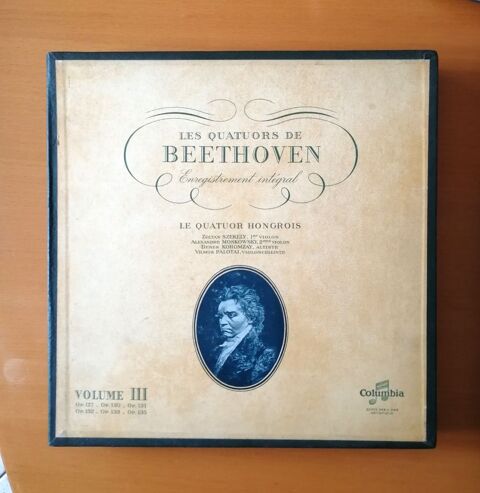 LES QUATUORS DE
BEETHOVEN
Enregistrement intégral
LE QUATUOR HONGROIS
ZOLTAN SZEKELY, 1er VIOLON
ALEXANDRE MOSKOWSKY, 2ème VIOLON
DENES KOROMZAY, ALTISTE
VILMOS PALOTAI, VIOLONCELLISTE
VOLUME III
Op. 127 - Op. 130 - Op. 131
Op. 132 - Op. 133 - Op. 135
Columbia